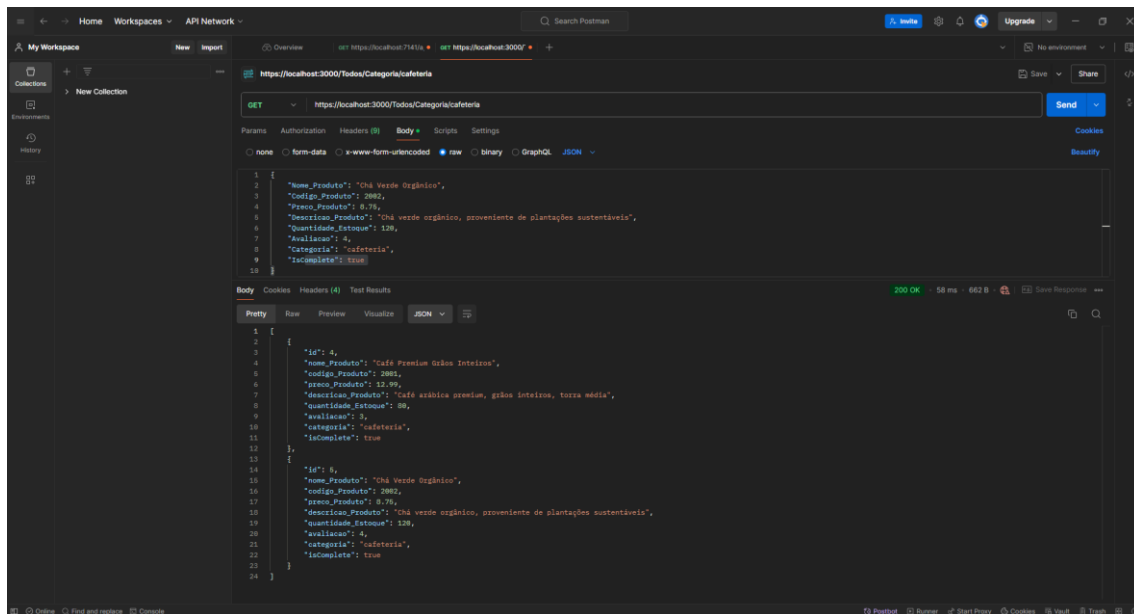 Home Workspaces API Network Search Postman Invite Upgrade
My Workspace New Import Overview GET https://localhost:7141/a GET https://localhost:3000/ No environment
Collections
New Collection
Environments
History
https://localhost:3000/Todos/Categoria/cafeteria Save Share
GET https://localhost:3000/Todos/Categoria/cafeteria Send
Params Authorization Headers (9) Body Scripts Settings Cookies
none form-data x-www-form-urlencoded raw binary GraphQL JSON Beautify
1 {
2 "Nome_Produto": "Chá Verde Orgânico",
3 "Codigo_Produto": 2002,
4 "Preco_Produto": 8.75,
5 "Descricao_Produto": "Chá verde orgânico, proveniente de plantações sustentáveis",
6 "Quantidade_Estoque": 120,
7 "Avaliacao": 4,
8 "Categoria": "cafeteria",
9 "IsComplete": true
10 }
Body Cookies Headers (4) Test Results 200 OK 58 ms 662 B Save Response
Pretty Raw Preview Visualize JSON
1 [
2 {
3 "id": 4,
4 "nome_Produto": "Café Premium Grãos Inteiros",
5 "codigo_Produto": 2001,
6 "preco_Produto": 12.99,
7 "descricao_Produto": "Café arábica premium, grãos inteiros, torra média",
8 "quantidade_Estoque": 80,
9 "avaliacao": 3,
10 "categoria": "cafeteria",
11 "isComplete": true
12 },
13 {
14 "id": 5,
15 "nome_Produto": "Chá Verde Orgânico",
16 "codigo_Produto": 2002,
17 "preco_Produto": 8.75,
18 "descricao_Produto": "Chá verde orgânico, proveniente de plantações sustentáveis",
19 "quantidade_Estoque": 120,
20 "avaliacao": 4,
21 "categoria": "cafeteria",
22 "isComplete": true
23 }
24 ]
Online Find and replace Console Postbot Runner Start Proxy Cookies Vault Trash